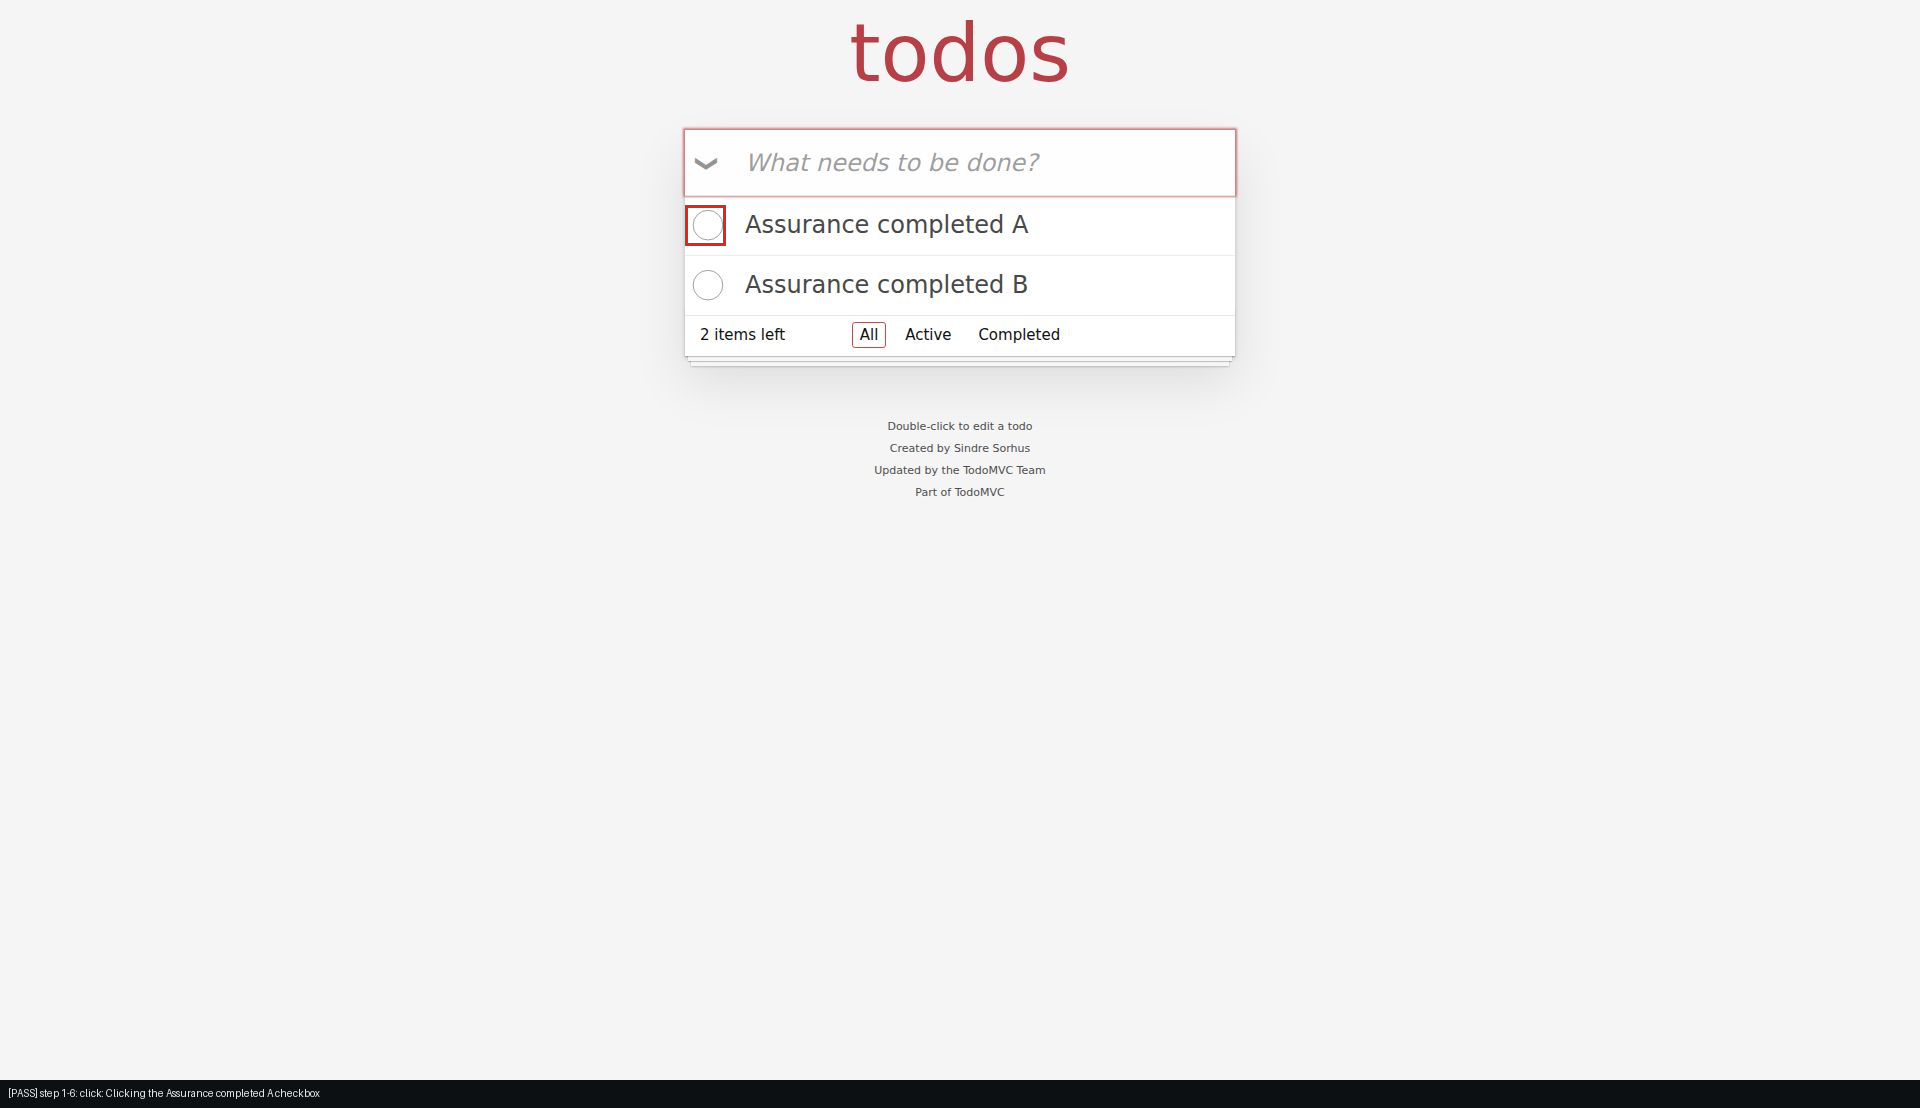 todos
What needs to be done?
Assurance completed A
Assurance completed B
2 items left All Active Completed
Double-click to edit a todo
Created by Sindre Sorhus
Updated by the TodoMVC Team
Part of TodoMVC
[PASS] step 1-6: click: Clicking the Assurance completed A checkbox